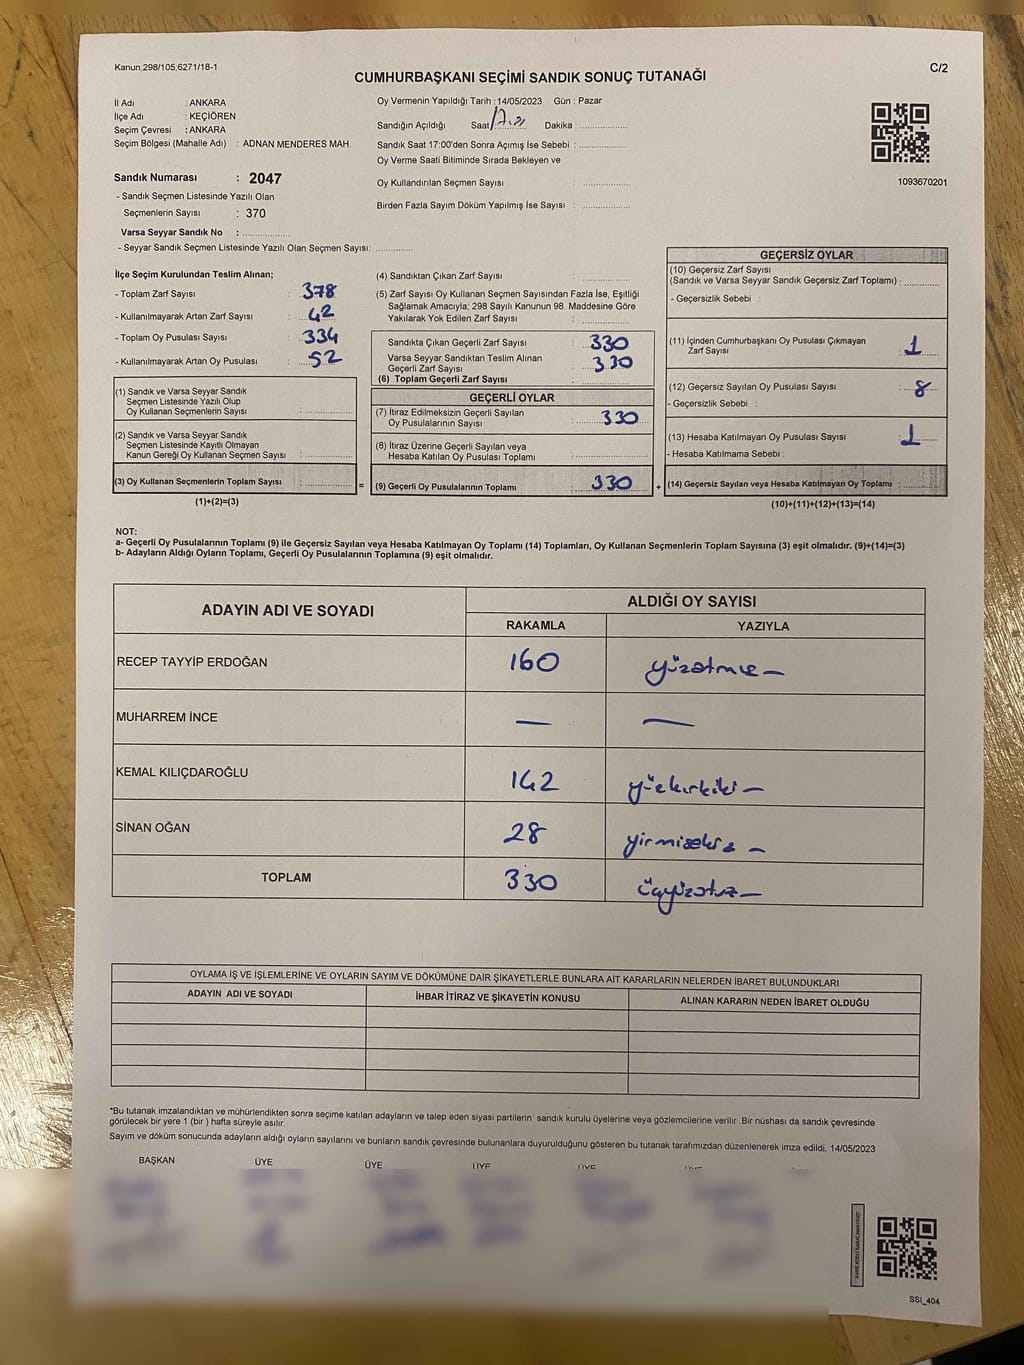 Kanun;298/105,6271/18-1
C/2
CUMHURBAŞKANI SEÇİMİ SANDIK SONUÇ TUTANAĞI
İl Adı : ANKARA
İlçe Adı : KEÇİÖREN
Seçim Çevresi : ANKARA
Seçim Bölgesi (Mahalle Adı) : ADNAN MENDERES MAH.
Oy Vermenin Yapıldığı Tarih : 14/05/2023 Gün : Pazar
Sandığın Açıldığı Saat Dakika : ................
Sandık Saat 17:00'den Sonra Açımış İse Sebebi : ................
Oy Verme Saati Bitiminde Sırada Bekleyen ve
Oy Kullandırılan Seçmen Sayısı : ................
Birden Fazla Sayım Döküm Yapılmış İse Sayısı : ................
1093670201
Sandık Numarası : 2047
- Sandık Seçmen Listesinde Yazılı Olan
Seçmenlerin Sayısı : 370
Varsa Seyyar Sandık No : ................
- Seyyar Sandık Seçmen Listesinde Yazılı Olan Seçmen Sayısı: ............
İlçe Seçim Kurulundan Teslim Alınan;
- Toplam Zarf Sayısı : 378
- Kullanılmayarak Artan Zarf Sayısı : 42
- Toplam Oy Pusulası Sayısı : 334
- Kullanılmayarak Artan Oy Pusulası : 52
(1) Sandık ve Varsa Seyyar Sandık
Seçmen Listesinde Yazılı Olup
Oy Kullanan Seçmenlerin Sayısı : ................
(2) Sandık ve Varsa Seyyar Sandık
Seçmen Listesinde Kayıtlı Olmayan
Kanun Gereği Oy Kullanan Seçmen Sayısı : ................
(3) Oy Kullanan Seçmenlerin Toplam Sayısı : ................
(1)+(2)=(3)
=
(4) Sandıktan Çıkan Zarf Sayısı : ................
(5) Zarf Sayısı Oy Kullanan Seçmen Sayısından Fazla İse, Eşitliği
Sağlamak Amacıyla; 298 Sayılı Kanunun 98. Maddesine Göre
Yakılarak Yok Edilen Zarf Sayısı : ................
Sandıkta Çıkan Geçerli Zarf Sayısı : 330
Varsa Seyyar Sandıktan Teslim Alınan
Geçerli Zarf Sayısı : 330
(6) Toplam Geçerli Zarf Sayısı : ................
GEÇERLİ OYLAR
(7) İtiraz Edilmeksizin Geçerli Sayılan
Oy Pusulalarının Sayısı : 330
(8) İtiraz Üzerine Geçerli Sayılan veya
Hesaba Katılan Oy Pusulası Toplamı : ................
(9) Geçerli Oy Pusulalarının Toplamı : 330
+
GEÇERSİZ OYLAR
(10) Geçersiz Zarf Sayısı
(Sandık ve Varsa Seyyar Sandık Geçersiz Zarf Toplamı) : ............
- Geçersizlik Sebebi :
(11) İçinden Cumhurbaşkanı Oy Pusulası Çıkmayan
Zarf Sayısı : 1
(12) Geçersiz Sayılan Oy Pusulası Sayısı : 8
- Geçersizlik Sebebi :
(13) Hesaba Katılmayan Oy Pusulası Sayısı : 1
- Hesaba Katılmama Sebebi :
(14) Geçersiz Sayılan veya Hesaba Katılmayan Oy Toplamı : ............
(10)+(11)+(12)+(13)=(14)
NOT:
a- Geçerli Oy Pusulalarının Toplamı (9) ile Geçersiz Sayılan veya Hesaba Katılmayan Oy Toplamı (14) Toplamları, Oy Kullanan Seçmenlerin Toplam Sayısına (3) eşit olmalıdır. (9)+(14)=(3)
b- Adayların Aldığı Oyların Toplamı, Geçerli Oy Pusulalarının Toplamına (9) eşit olmalıdır.
ADAYIN ADI VE SOYADI
ALDIĞI OY SAYISI
RAKAMLA YAZIYLA
RECEP TAYYİP ERDOĞAN 160 yüzatmış –
MUHARREM İNCE — —
KEMAL KILIÇDAROĞLU 142 yüzkırkiki –
SİNAN OĞAN 28 yirmisekiz –
TOPLAM 330 üçyüzotuz –
OYLAMA İŞ VE İŞLEMLERİNE VE OYLARIN SAYIM VE DÖKÜMÜNE DAİR ŞİKAYETLERLE BUNLARA AİT KARARLARIN NELERDEN İBARET BULUNDUKLARI
ADAYIN ADI VE SOYADI İHBAR İTİRAZ VE ŞİKAYETİN KONUSU ALINAN KARARIN NEDEN İBARET OLDUĞU
*Bu tutanak imzalandıktan ve mühürlendikten sonra seçime katılan adayların ve talep eden siyasi partilerin sandık kurulu üyelerine veya gözlemcilerine verilir. Bir nüshası da sandık çevresinde
görülecek bir yere 1 (bir ) hafta süreyle asılır.
Sayım ve döküm sonucunda adayların aldığı oyların sayılarını ve bunların sandık çevresinde bulunanlara duyurulduğunu gösteren bu tutanak tarafımızdan düzenlenerek imza edildi, 14/05/2023
BAŞKAN ÜYE ÜYE ÜYE ÜYE ÜYE
SSI_404